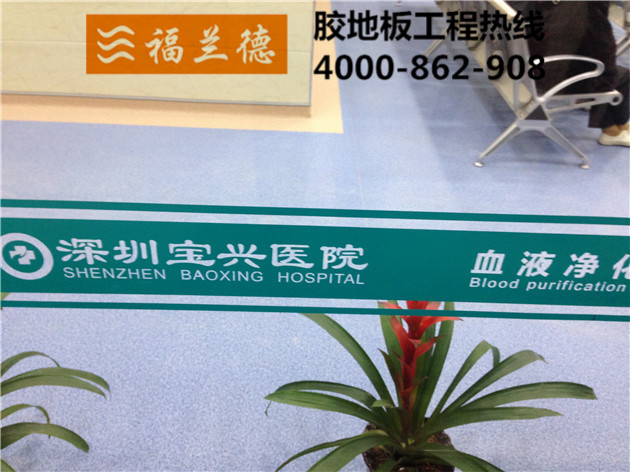 福兰德
胶地板工程热线
4000-862-908
深圳宝兴医院
SHENZHEN BAOXING HOSPITAL
血液净化
Blood purification